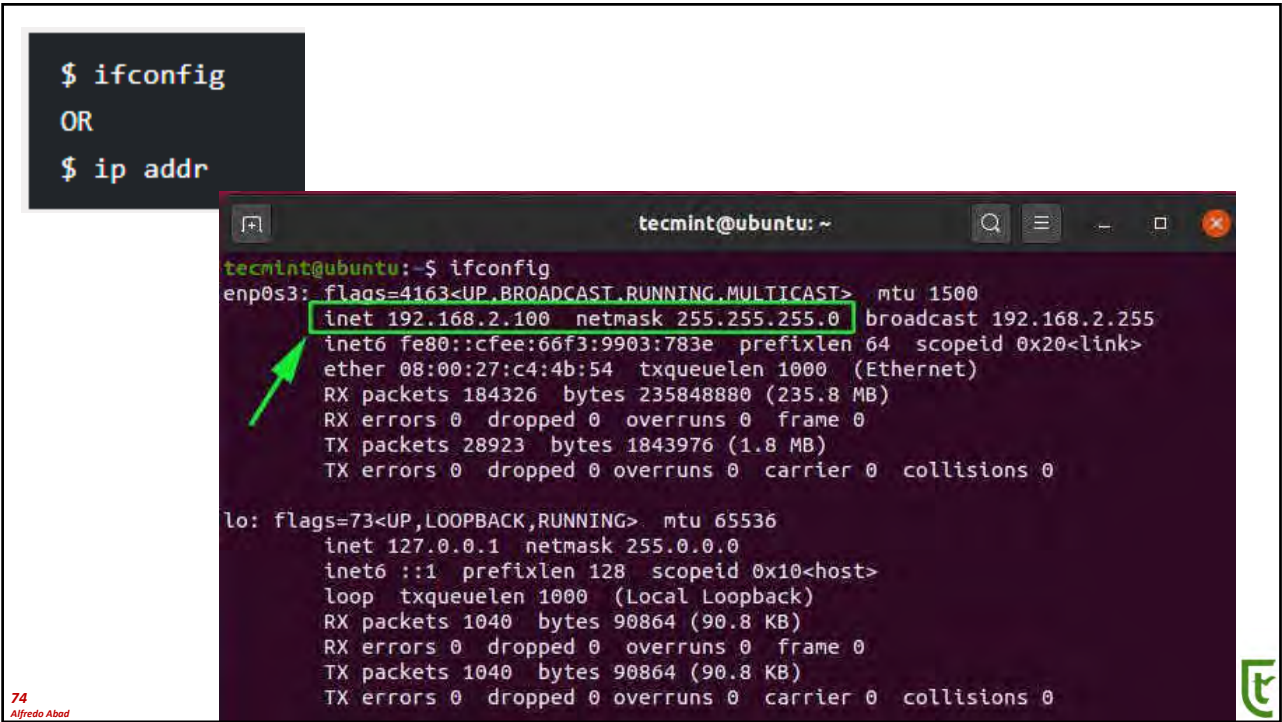 $ ifconfig
OR
$ ip addr
tecmint@ubuntu: ~
tecmint@ubuntu:~$ ifconfig
enp0s3: flags=4163<UP,BROADCAST,RUNNING,MULTICAST>  mtu 1500
inet 192.168.2.100  netmask 255.255.255.0  broadcast 192.168.2.255
inet6 fe80::cfee:66f3:9903:783e  prefixlen 64  scopeid 0x20<link>
ether 08:00:27:c4:4b:54  txqueuelen 1000  (Ethernet)
RX packets 184326  bytes 235848880 (235.8 MB)
RX errors 0  dropped 0  overruns 0  frame 0
TX packets 28923  bytes 1843976 (1.8 MB)
TX errors 0  dropped 0 overruns 0  carrier 0  collisions 0
lo: flags=73<UP,LOOPBACK,RUNNING>  mtu 65536
inet 127.0.0.1  netmask 255.0.0.0
inet6 ::1  prefixlen 128  scopeid 0x10<host>
loop  txqueuelen 1000  (Local Loopback)
RX packets 1040  bytes 90864 (90.8 KB)
RX errors 0  dropped 0  overruns 0  frame 0
TX packets 1040  bytes 90864 (90.8 KB)
TX errors 0  dropped 0 overruns 0  carrier 0  collisions 0
74
Alfredo Abad